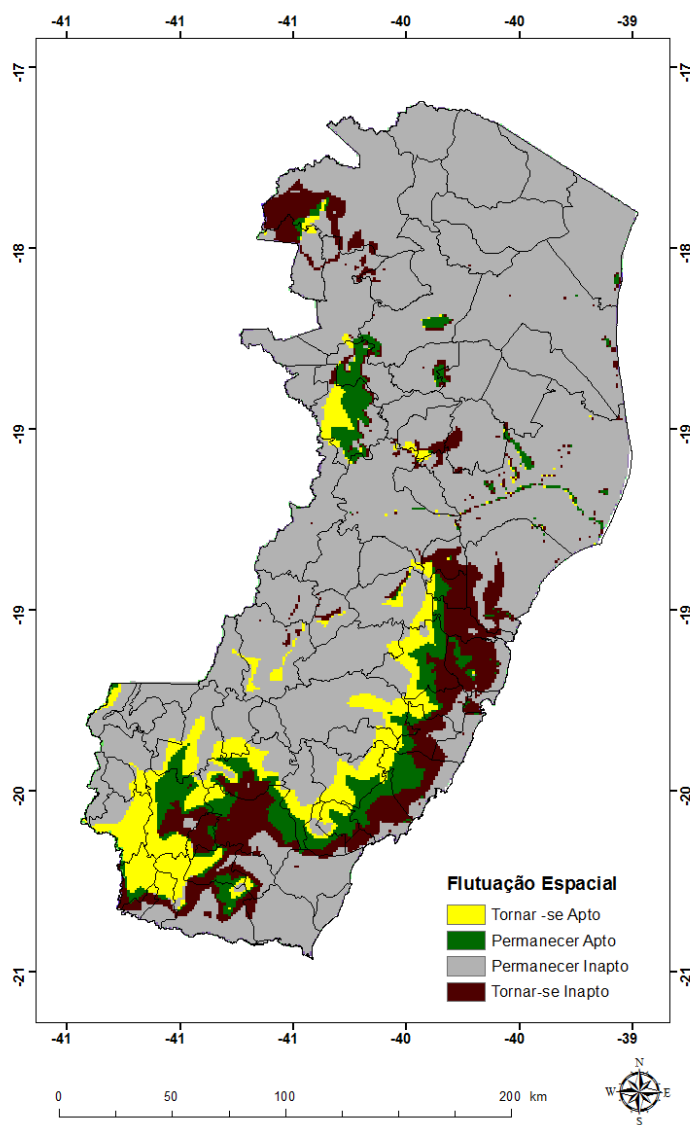 -41 -41 -41 -40 -40 -39
-17 -17
-18 -18
-19 -19
-19 -19
-20 -20
-21 -21
Flutuação Espacial
Tornar -se Apto
Permanecer Apto
Permanecer Inapto
Tornar-se Inapto
-41 -41 -41 -40 -40 -39
0 50 100 200 km
N
W E
S